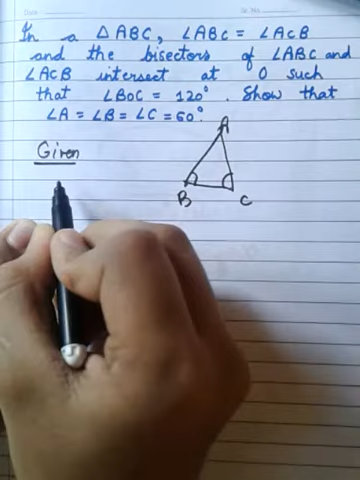 In a △ABC, ∠ABC = ∠ACB
and the bisectors of ∠ABC and
∠ACB intersect at O such
that ∠BOC = 120°. Show that
∠A = ∠B = ∠C = 60°.
Given
A
B
C